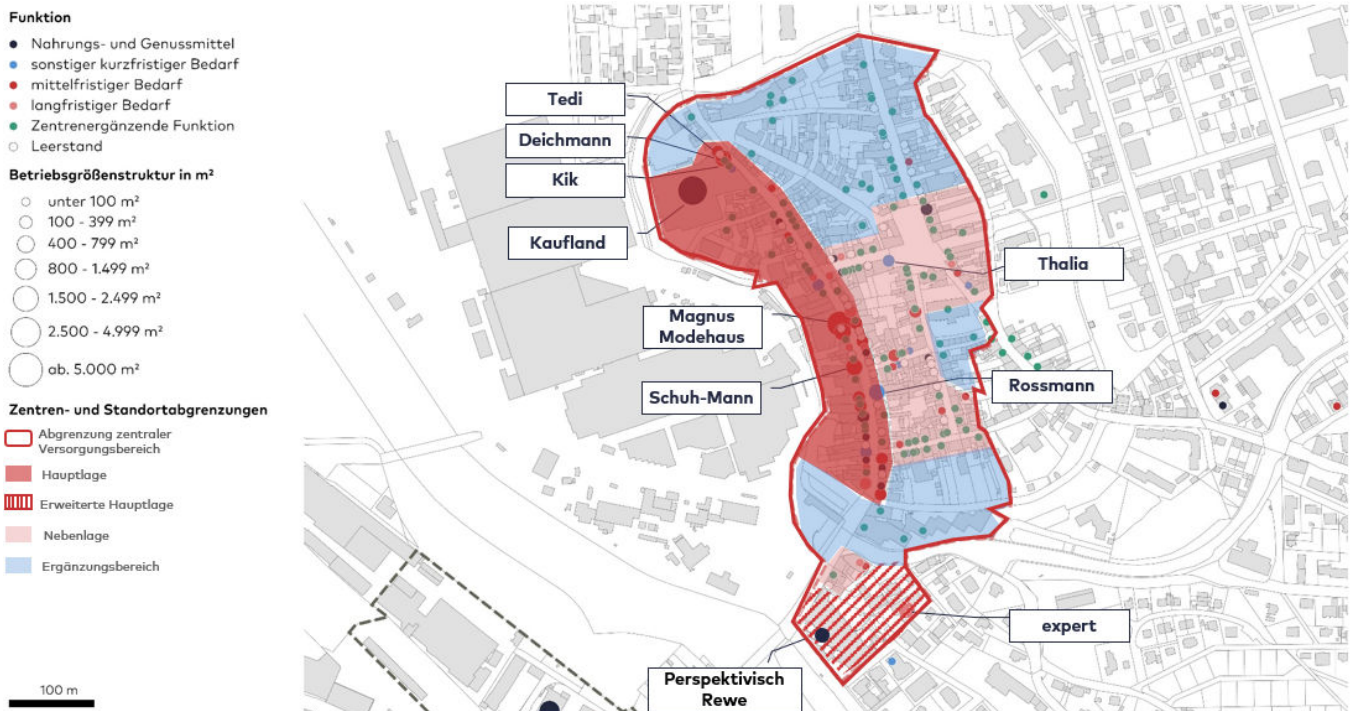 Funktion
Nahrungs- und Genussmittel
sonstiger kurzfristiger Bedarf
mittelfristiger Bedarf
langfristiger Bedarf
Zentrenergänzende Funktion
Leerstand
Betriebsgrößenstruktur in m²
unter 100 m²
100 - 399 m²
400 - 799 m²
800 - 1.499 m²
1.500 - 2.499 m²
2.500 - 4.999 m²
ab. 5.000 m²
Zentren- und Standortabgrenzungen
Abgrenzung zentraler
Versorgungsbereich
Hauptlage
Erweiterte Hauptlage
Nebenlage
Ergänzungsbereich
100 m
Tedi
Deichmann
Kik
Kaufland
Thalia
Magnus
Modehaus
Schuh-Mann
Rossmann
expert
Perspektivisch
Rewe